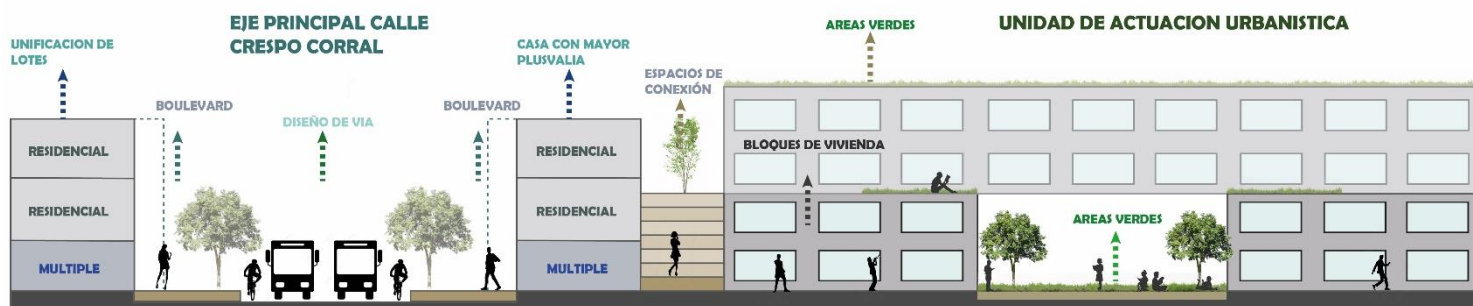 EJE PRINCIPAL CALLE
CRESPO CORRAL
UNIDAD DE ACTUACION URBANISTICA
AREAS VERDES
UNIFICACION DE
LOTES
CASA CON MAYOR
PLUSVALIA
ESPACIOS DE
CONEXIÓN
BOULEVARD
DISEÑO DE VIA
BOULEVARD
BLOQUES DE VIVIENDA
RESIDENCIAL
RESIDENCIAL
RESIDENCIAL
RESIDENCIAL
AREAS VERDES
MULTIPLE
MULTIPLE